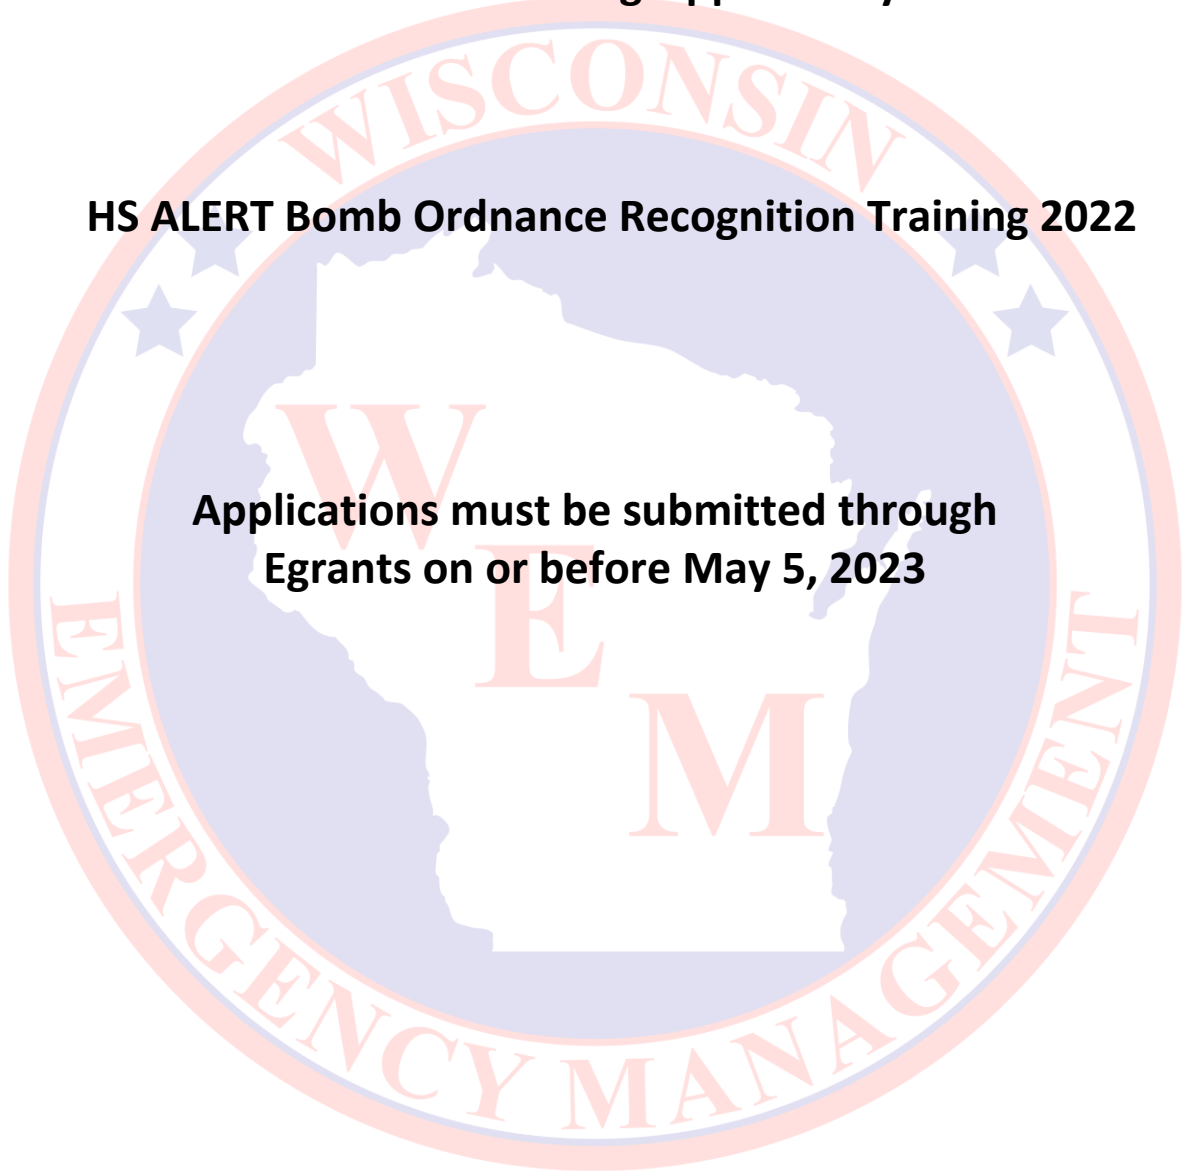 WISCONSIN
HS ALERT Bomb Ordnance Recognition Training 2022
W
Applications must be submitted through
Egrants on or before May 5, 2023
E
M
EMERGENCY MANAGEMENT